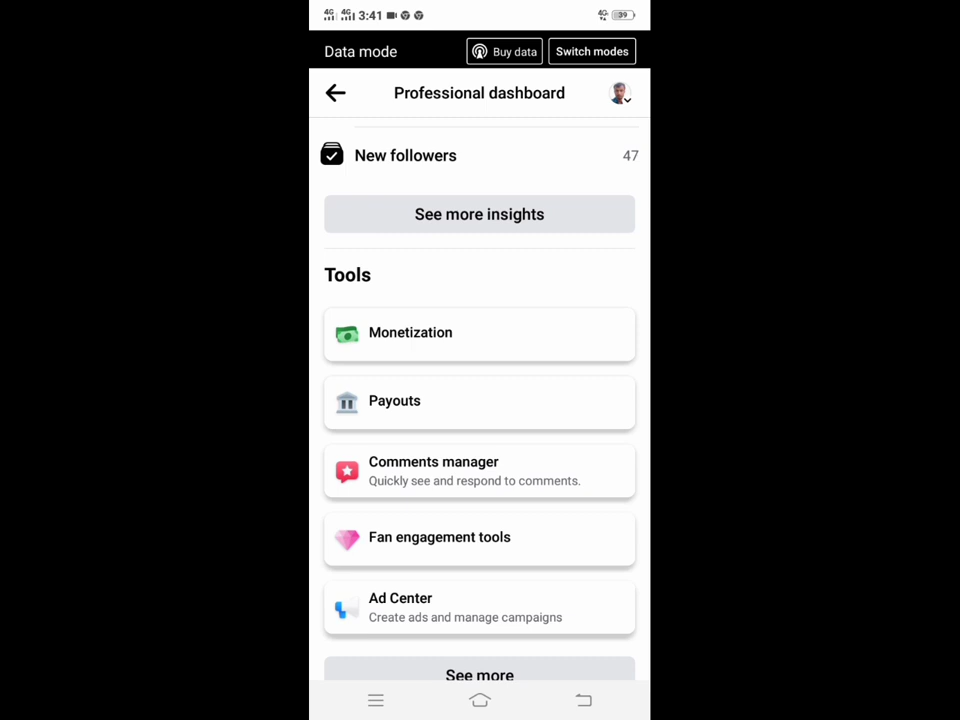 4G 4G 3:41 4G 39
Data mode Buy data Switch modes
Professional dashboard
New followers 47
See more insights
Tools
Monetization
Payouts
Comments manager
Quickly see and respond to comments.
Fan engagement tools
Ad Center
Create ads and manage campaigns
See more